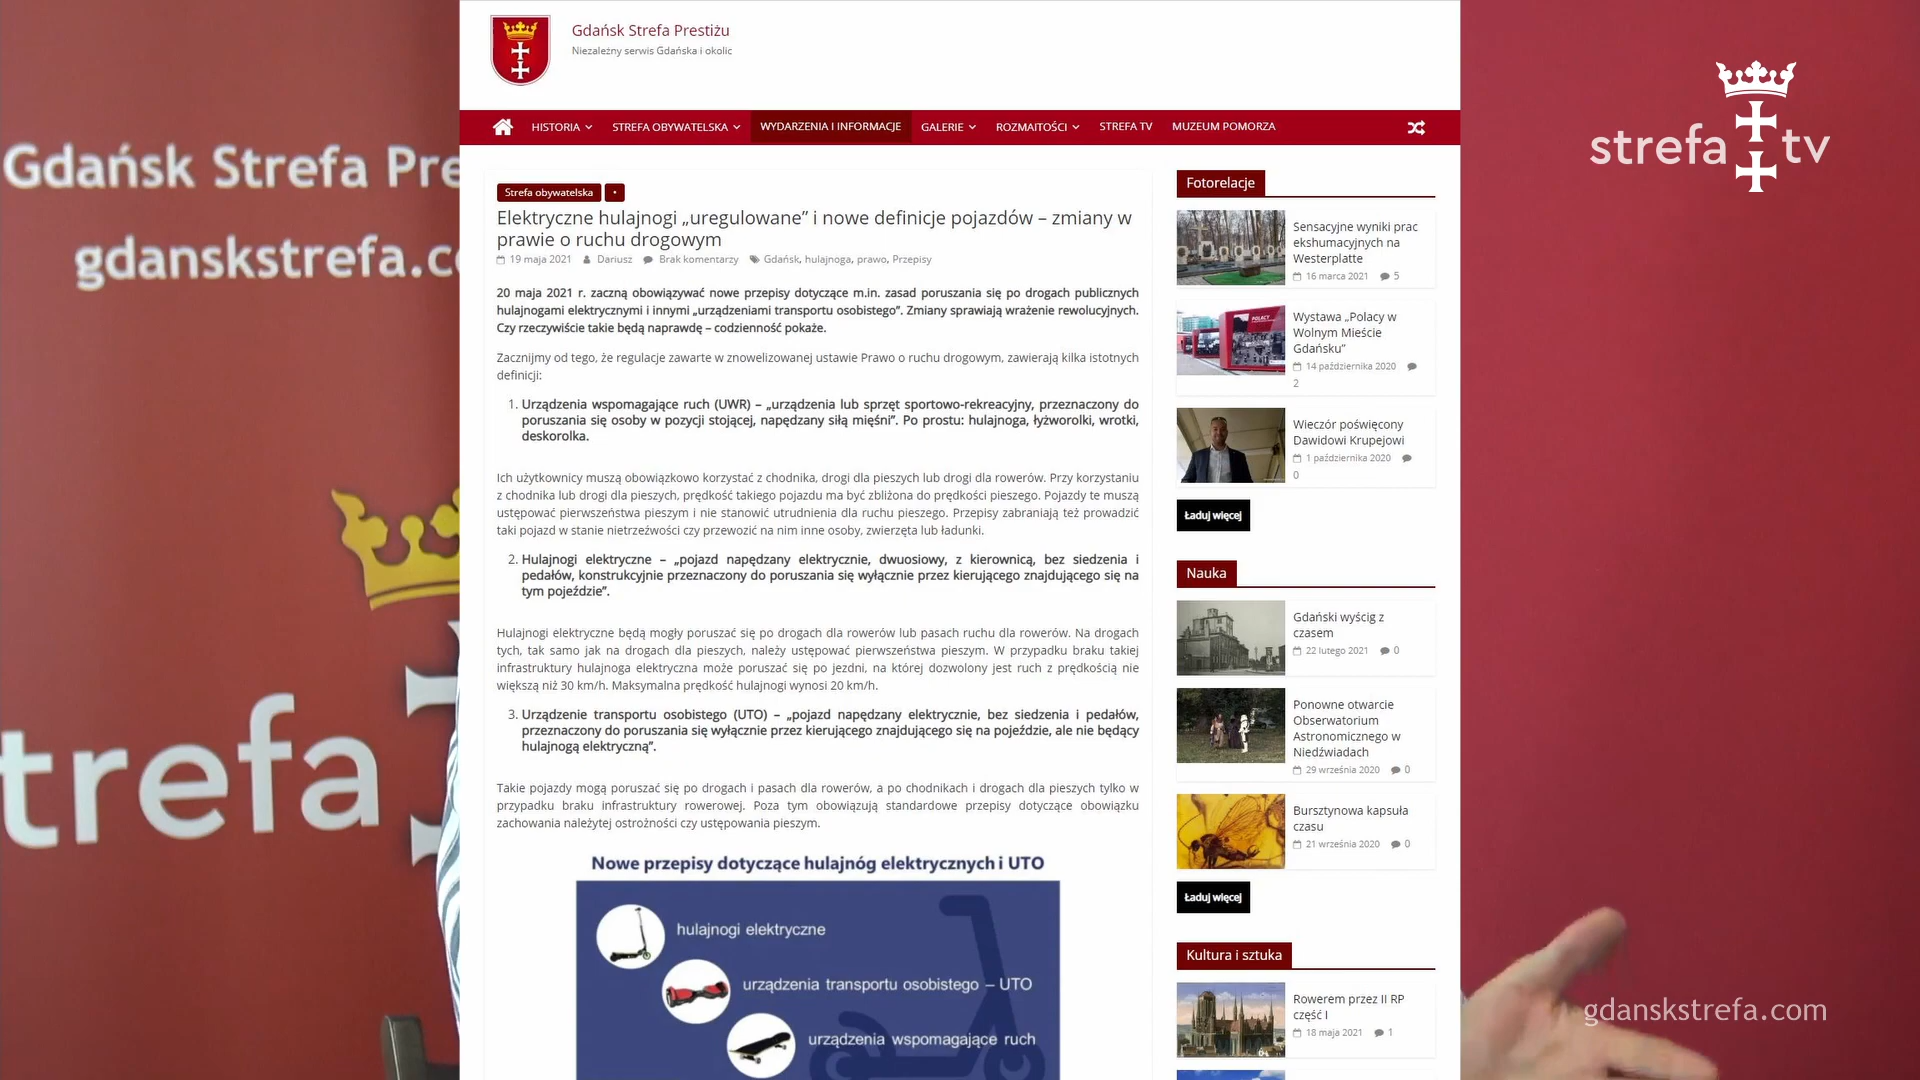 Gdańsk Strefa Prestiżu
Niezależny serwis Gdańska i okolic
HISTORIA
STREFA OBYWATELSKA
WYDARZENIA I INFORMACJE
GALERIE
ROZMAITOŚCI
STREFA TV
MUZEUM POMORZA
strefa tv
Gdańsk Strefa Pre
gdanskstrefa.co
trefa
Strefa obywatelska •
Elektryczne hulajnogi „uregulowane” i nowe definicje pojazdów – zmiany w
prawie o ruchu drogowym
19 maja 2021 Dariusz Brak komentarzy Gdańsk, hulajnoga, prawo, Przepisy
20 maja 2021 r. zaczną obowiązywać nowe przepisy dotyczące m.in. zasad poruszania się po drogach publicznych
hulajnogami elektrycznymi i innymi „urządzeniami transportu osobistego”. Zmiany sprawiają wrażenie rewolucyjnych.
Czy rzeczywiście takie będą naprawdę – codzienność pokaże.
Zacznijmy od tego, że regulacje zawarte w znowelizowanej ustawie Prawo o ruchu drogowym, zawierają kilka istotnych
definicji:
1. Urządzenia wspomagające ruch (UWR) – „urządzenia lub sprzęt sportowo-rekreacyjny, przeznaczony do
poruszania się osoby w pozycji stojącej, napędzany siłą mięśni”. Po prostu: hulajnoga, łyżworolki, wrotki,
deskorolka.
Ich użytkownicy muszą obowiązkowo korzystać z chodnika, drogi dla pieszych lub drogi dla rowerów. Przy korzystaniu
z chodnika lub drogi dla pieszych, prędkość takiego pojazdu ma być zbliżona do prędkości pieszego. Pojazdy te muszą
ustępować pierwszeństwa pieszym i nie stanowić utrudnienia dla ruchu pieszego. Przepisy zabraniają też prowadzić
taki pojazd w stanie nietrzeźwości czy przewozić na nim inne osoby, zwierzęta lub ładunki.
2. Hulajnogi elektryczne – „pojazd napędzany elektrycznie, dwuosiowy, z kierownicą, bez siedzenia i
pedałów, konstrukcyjnie przeznaczony do poruszania się wyłącznie przez kierującego znajdującego się na
tym pojeździe”.
Hulajnogi elektryczne będą mogły poruszać się po drogach dla rowerów lub pasach ruchu dla rowerów. Na drogach
tych, tak samo jak na drogach dla pieszych, należy ustępować pierwszeństwa pieszym. W przypadku braku takiej
infrastruktury hulajnoga elektryczna może poruszać się po jezdni, na której dozwolony jest ruch z prędkością nie
większą niż 30 km/h. Maksymalna prędkość hulajnogi wynosi 20 km/h.
3. Urządzenie transportu osobistego (UTO) – „pojazd napędzany elektrycznie, bez siedzenia i pedałów,
przeznaczony do poruszania się wyłącznie przez kierującego znajdującego się na pojeździe, ale nie będący
hulajnogą elektryczną”.
Takie pojazdy mogą poruszać się po drogach i pasach dla rowerów, a po chodnikach i drogach dla pieszych tylko w
przypadku braku infrastruktury rowerowej. Poza tym obowiązują standardowe przepisy dotyczące obowiązku
zachowania należytej ostrożności czy ustępowania pieszym.
Nowe przepisy dotyczące hulajnóg elektrycznych i UTO
hulajnogi elektryczne
urządzenia transportu osobistego – UTO
urządzenia wspomagające ruch
Fotorelacje
Sensacyjne wyniki prac
ekshumacyjnych na
Westerplatte
16 marca 2021 5
Wystawa „Polacy w
Wolnym Mieście
Gdańsku”
14 października 2020
2
Wieczór poświęcony
Dawidowi Krupejowi
1 października 2020
0
Ładuj więcej
Nauka
Gdański wyścig z
czasem
22 lutego 2021 0
Ponowne otwarcie
Obserwatorium
Astronomicznego w
Niedźwiadach
29 września 2020 0
Bursztynowa kapsuła
czasu
21 września 2020 0
Ładuj więcej
Kultura i sztuka
Rowerem przez II RP
część I
18 maja 2021 1
gdanskstrefa.com